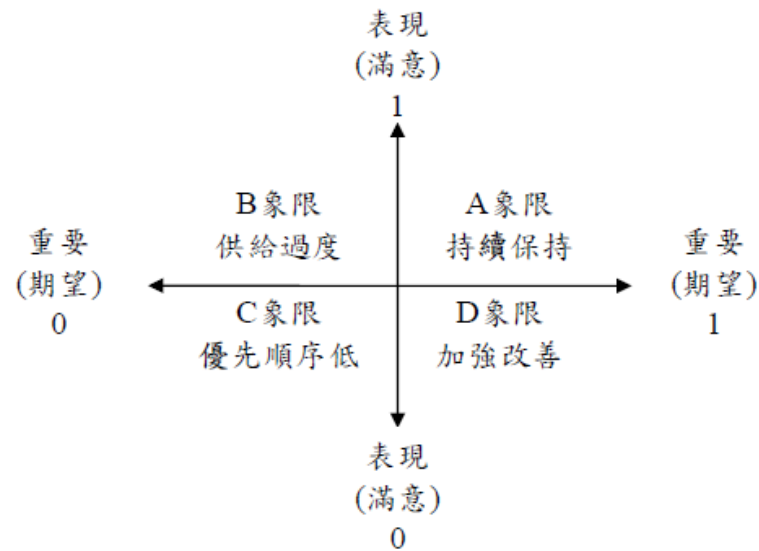 表現
(滿意)
1
B象限
供給過度
A象限
持續保持
重要
(期望)
0
重要
(期望)
1
C象限
優先順序低
D象限
加強改善
表現
(滿意)
0